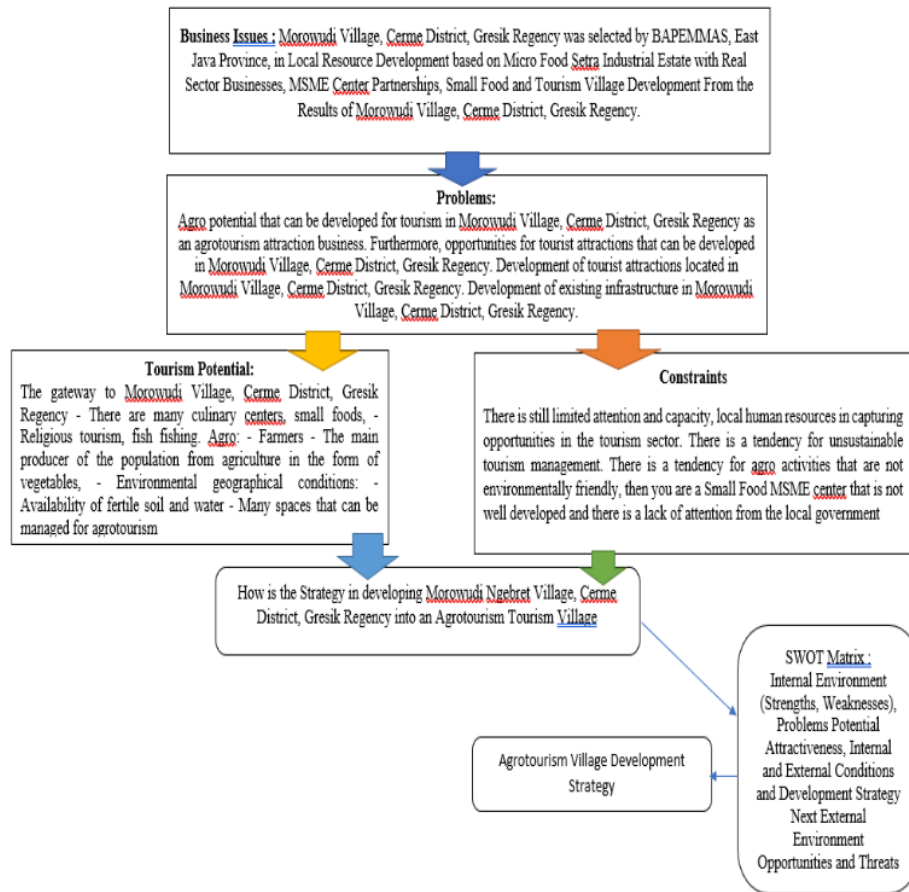 Business Issues : Morowudi Village, Cerme District, Gresik Regency was selected by BAPEMMAS, East
Java Province, in Local Resource Development based on Micro Food Setra Industrial Estate with Real
Sector Businesses, MSME Center Partnerships, Small Food and Tourism Village Development From the
Results of Morowudi Village, Cerme District, Gresik Regency.
Problems:
Agro potential that can be developed for tourism in Morowudi Village, Cerme District, Gresik Regency as
an agrotourism attraction business. Furthermore, opportunities for tourist attractions that can be developed
in Morowudi Village, Cerme District, Gresik Regency. Development of tourist attractions located in
Morowudi Village, Cerme District, Gresik Regency. Development of existing infrastructure in Morowudi
Village, Cerme District, Gresik Regency.
Tourism Potential:
The gateway to Morowudi Village, Cerme District, Gresik
Regency - There are many culinary centers, small foods, -
Religious tourism, fish fishing. Agro: - Farmers - The main
producer of the population from agriculture in the form of
vegetables, - Environmental geographical conditions: -
Availability of fertile soil and water - Many spaces that can be
managed for agrotourism
Constraints
There is still limited attention and capacity, local human resources in capturing
opportunities in the tourism sector. There is a tendency for unsustainable
tourism management. There is a tendency for agro activities that are not
environmentally friendly, then you are a Small Food MSME center that is not
well developed and there is a lack of attention from the local government
How is the Strategy in developing Morowudi Ngebret Village, Cerme
District, Gresik Regency into an Agrotourism Tourism Village
SWOT Matrix :
Internal Environment
(Strengths, Weaknesses),
Problems Potential
Attractiveness, Internal
and External Conditions
and Development Strategy
Next External
Environment
Opportunities and Threats
Agrotourism Village Development
Strategy